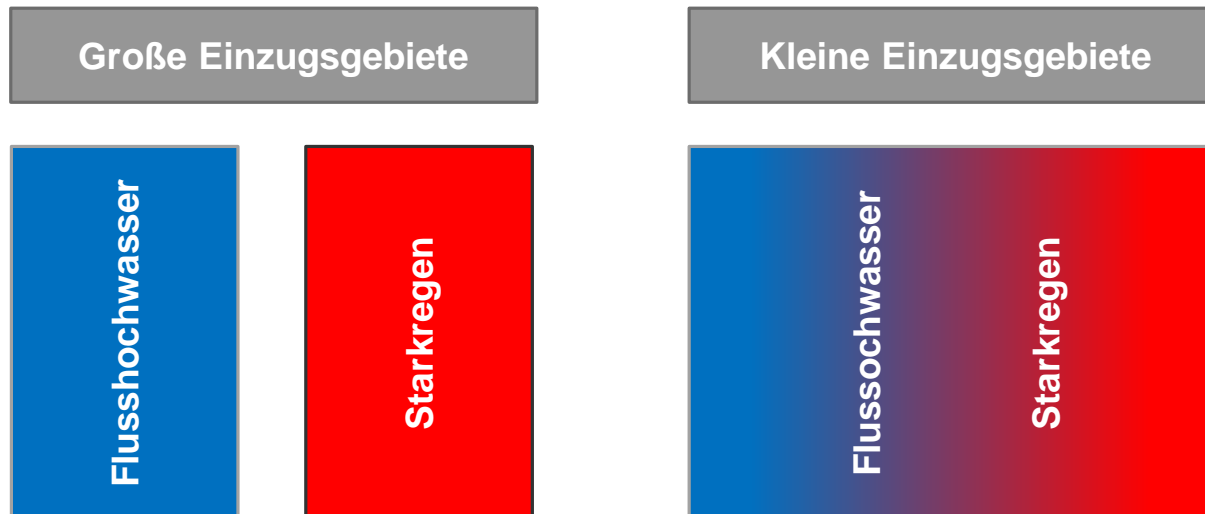 Große Einzugsgebiete
Kleine Einzugsgebiete
Flusshochwasser
Starkregen
Flussochwasser
Starkregen